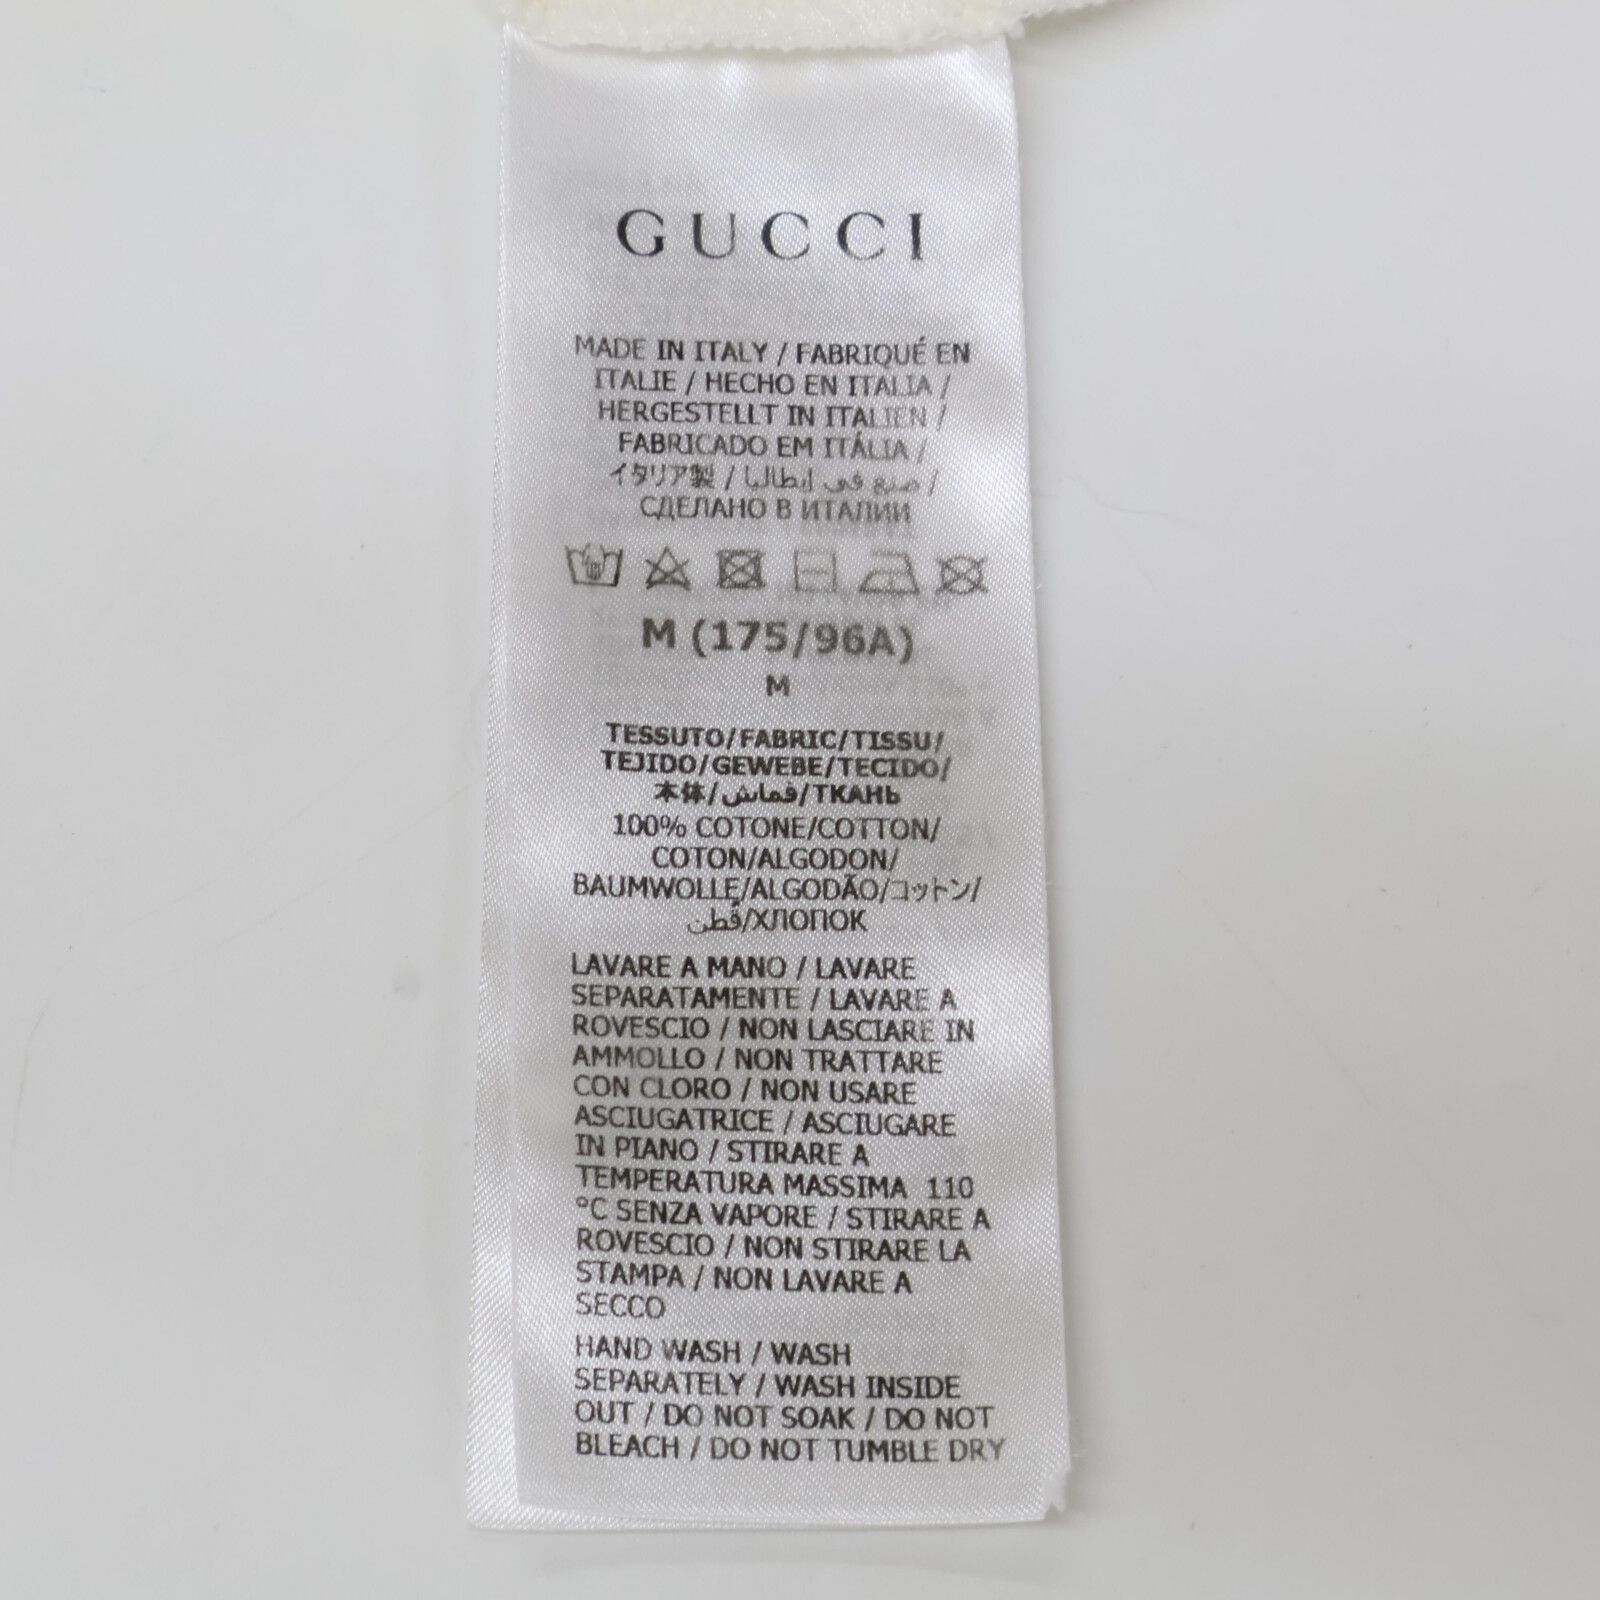 GUCCI
MADE IN ITALY / FABRIQUÉ EN
ITALIE / HECHO EN ITALIA /
HERGESTELLT IN ITALIEN /
FABRICADO EM ITÁLIA /
イタリア製 / صنع في إيطاليا /
СДЕЛАНО В ИТАЛИИ
M (175/96A)
M
TESSUTO/FABRIC/TISSU/
TEJIDO/GEWEBE/TECIDO/
本体/قماش/ТКАНЬ
100% COTONE/COTTON/
COTON/ALGODON/
BAUMWOLLE/ALGODÃO/コットン/
قطن/ХЛОПОК
LAVARE A MANO / LAVARE
SEPARATAMENTE / LAVARE A
ROVESCIO / NON LASCIARE IN
AMMOLLO / NON TRATTARE
CON CLORO / NON USARE
ASCIUGATRICE / ASCIUGARE
IN PIANO / STIRARE A
TEMPERATURA MASSIMA 110
°C SENZA VAPORE / STIRARE A
ROVESCIO / NON STIRARE LA
STAMPA / NON LAVARE A
SECCO
HAND WASH / WASH
SEPARATELY / WASH INSIDE
OUT / DO NOT SOAK / DO NOT
BLEACH / DO NOT TUMBLE DRY